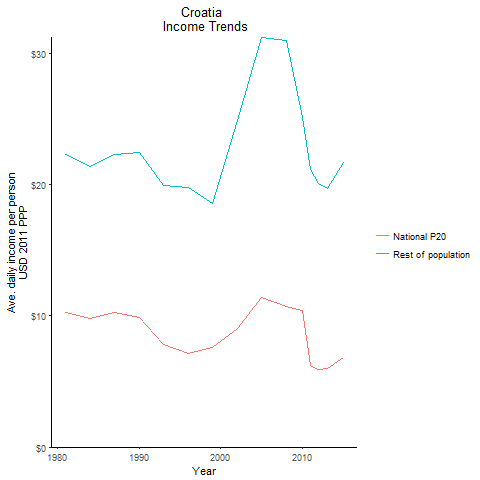 Croatia
Income Trends
$30
$20
$10
$0
Ave. daily income per person
USD 2011 PPP
1980
1990
2000
2010
Year
National P20
Rest of population